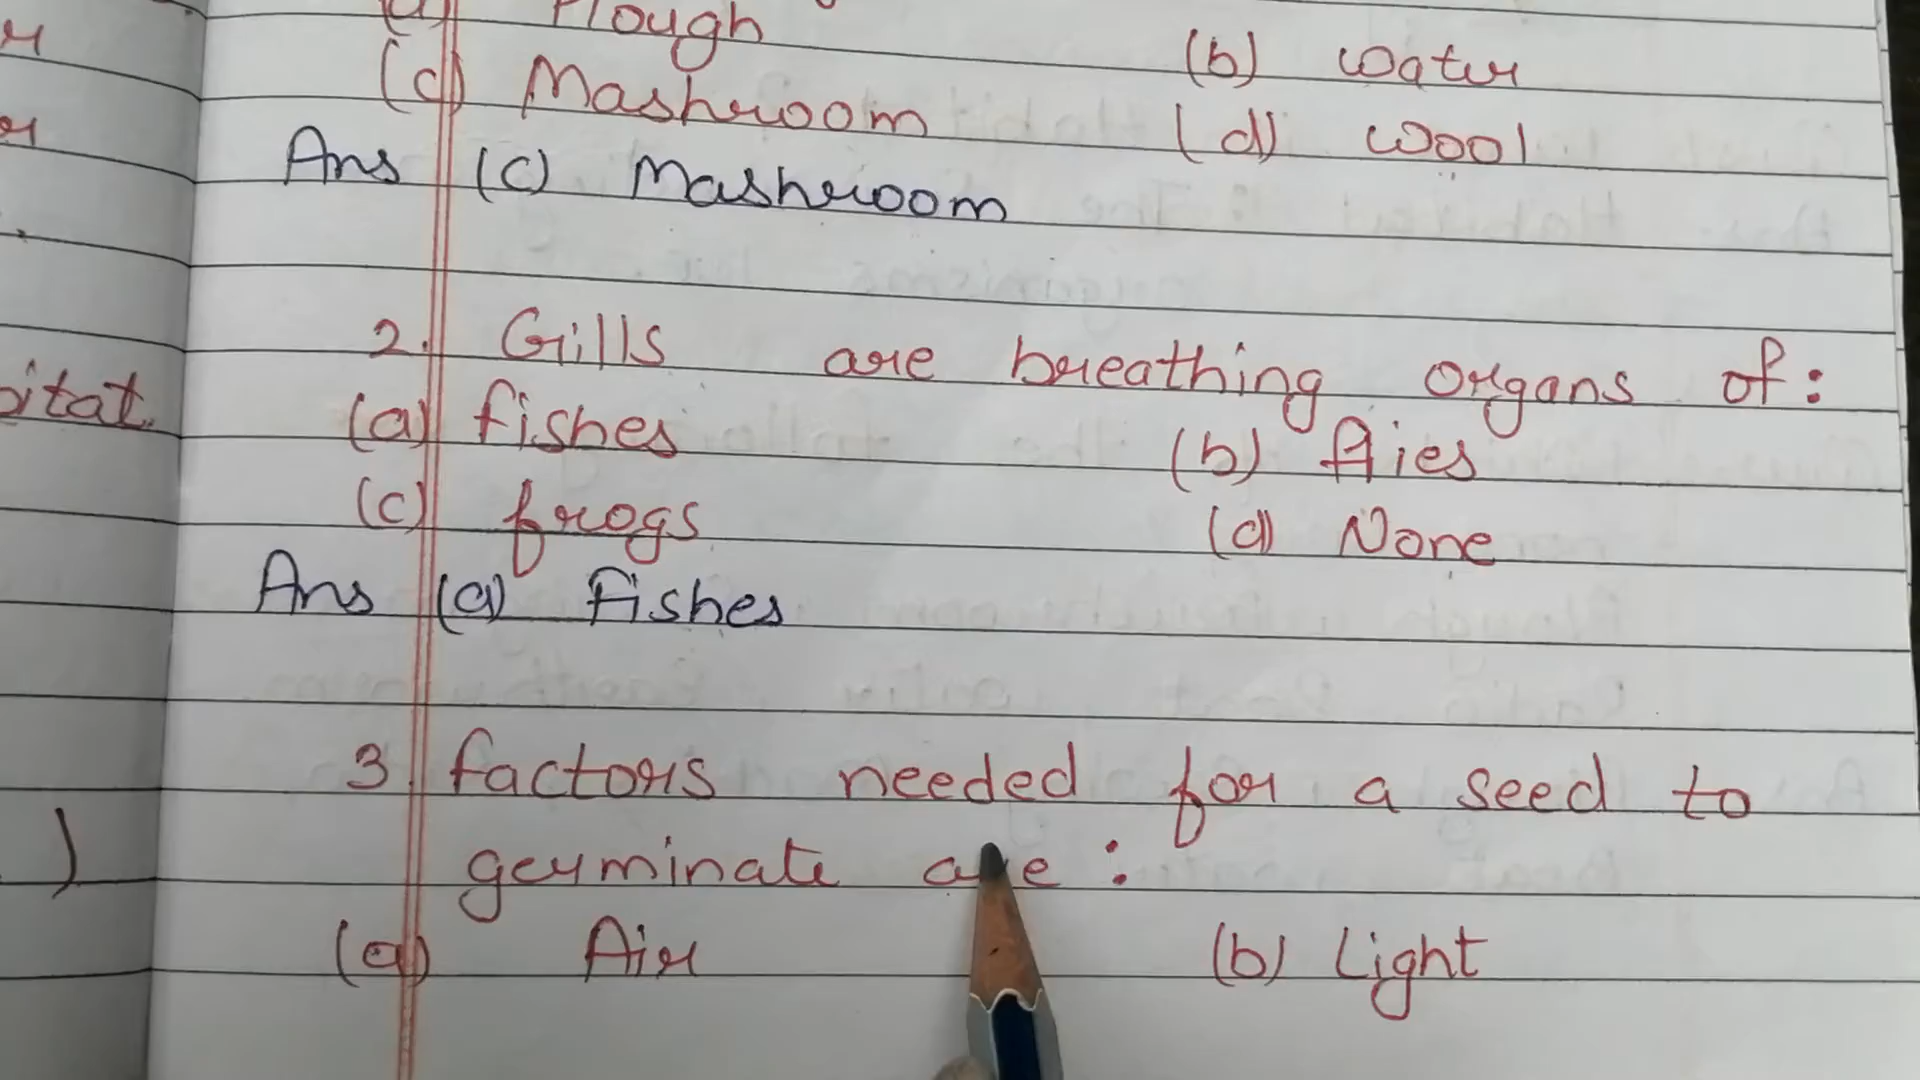 (a) Plough
(b) water
(c) Mashroom
(d) wool
Ans (c) Mashroom
2. Gills are breathing organs of:
(a) fishes
(b) flies
(c) frogs
(d) None
Ans (a) Fishes
3. factors needed for a seed to
germinate are :
(a) Air
(b) Light